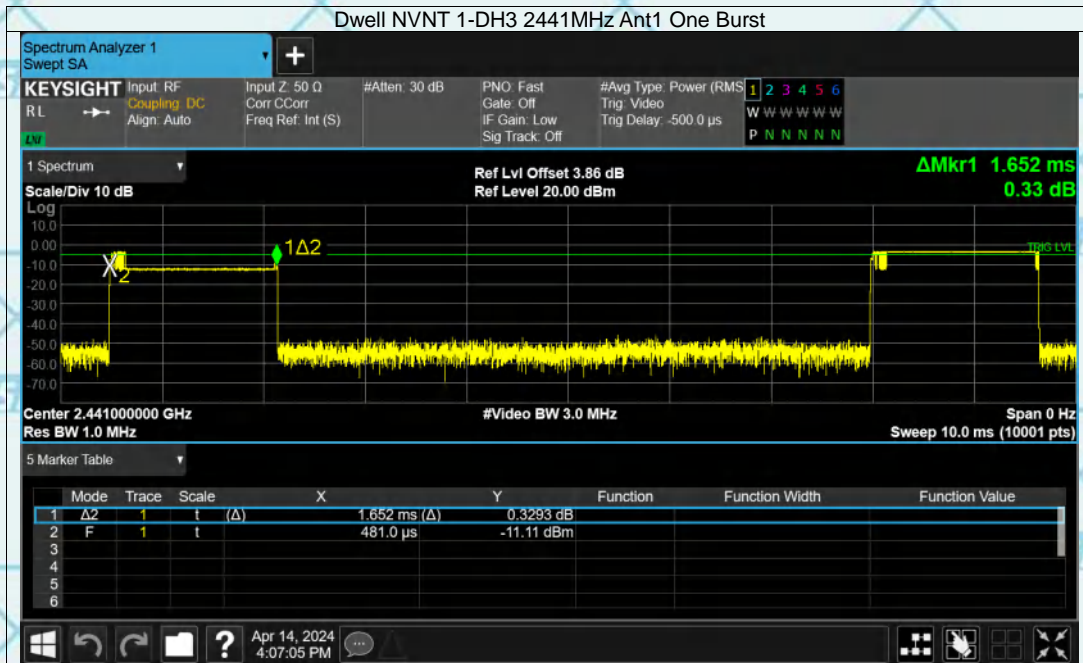 Dwell NVNT 1-DH3 2441MHz Ant1 One Burst
Spectrum Analyzer 1
Swept SA
+
KEYSIGHT Input: RF Input Z: 50 Ω #Atten: 30 dB PNO: Fast #Avg Type: Power (RMS 1 2 3 4 5 6
RL Coupling: DC Corr CCorr Gate: Off Trig: Video W W W W W W
Align: Auto Freq Ref: Int (S) IF Gain: Low Trig Delay: -500.0 µs
LXI Sig Track: Off P N N N N N
1 Spectrum Ref Lvl Offset 3.86 dB ΔMkr1 1.652 ms
Scale/Div 10 dB Ref Level 20.00 dBm 0.33 dB
Log
10.0
0.00 1Δ2 TRIG LVL
-10.0 2
-20.0
-30.0
-40.0
-50.0
-60.0
-70.0
Center 2.441000000 GHz #Video BW 3.0 MHz Span 0 Hz
Res BW 1.0 MHz Sweep 10.0 ms (10001 pts)
5 Marker Table
Mode Trace Scale X Y Function Function Width Function Value
1 Δ2 1 t (Δ) 1.652 ms (Δ) 0.3293 dB
2 F 1 t 481.0 µs -11.11 dBm
3
4
5
6
? Apr 14, 2024
4:07:05 PM